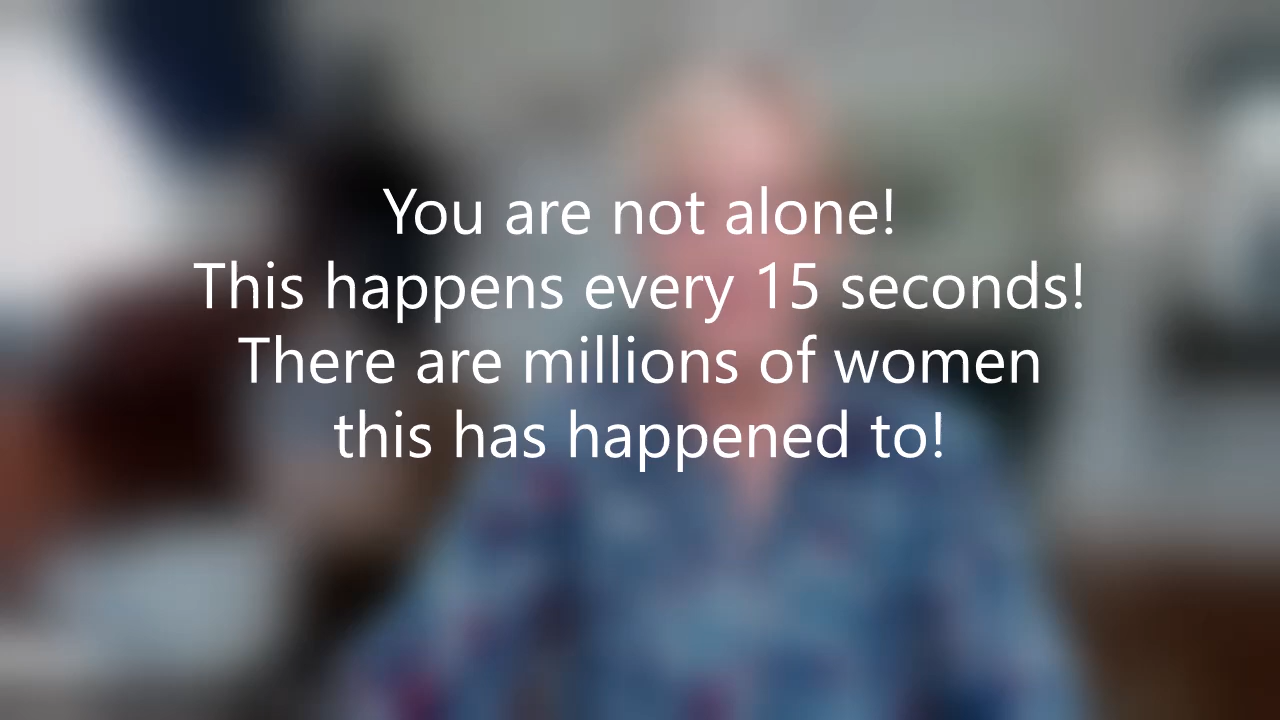 You are not alone!
This happens every 15 seconds!
There are millions of women
this has happened to!